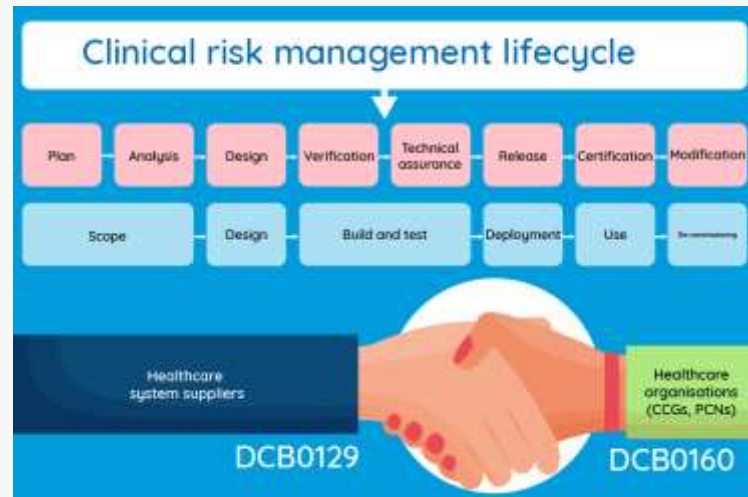 Clinical risk management lifecycle
Plan
Analysis
Design
Verification
Technical
assurance
Release
Certification
Modification
Scope
Design
Build and test
Deployment
Use
Healthcare
system suppliers
Healthcare
organisations
(CCGs, PCNs)
DCB0129
DCB0160